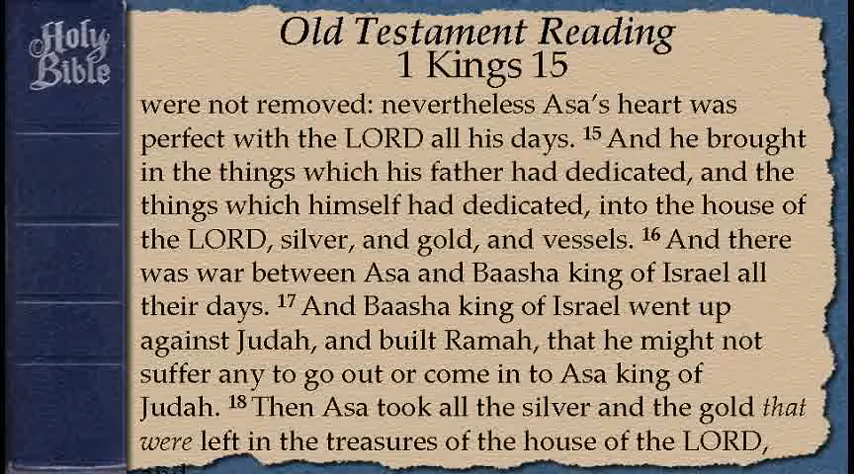 Holy
Bible
Old Testament Reading
1 Kings 15
were not removed: nevertheless Asa's heart was
perfect with the LORD all his days. 15 And he brought
in the things which his father had dedicated, and the
things which himself had dedicated, into the house of
the LORD, silver, and gold, and vessels. 16 And there
was war between Asa and Baasha king of Israel all
their days. 17 And Baasha king of Israel went up
against Judah, and built Ramah, that he might not
suffer any to go out or come in to Asa king of
Judah. 18 Then Asa took all the silver and the gold that
were left in the treasures of the house of the LORD,
and